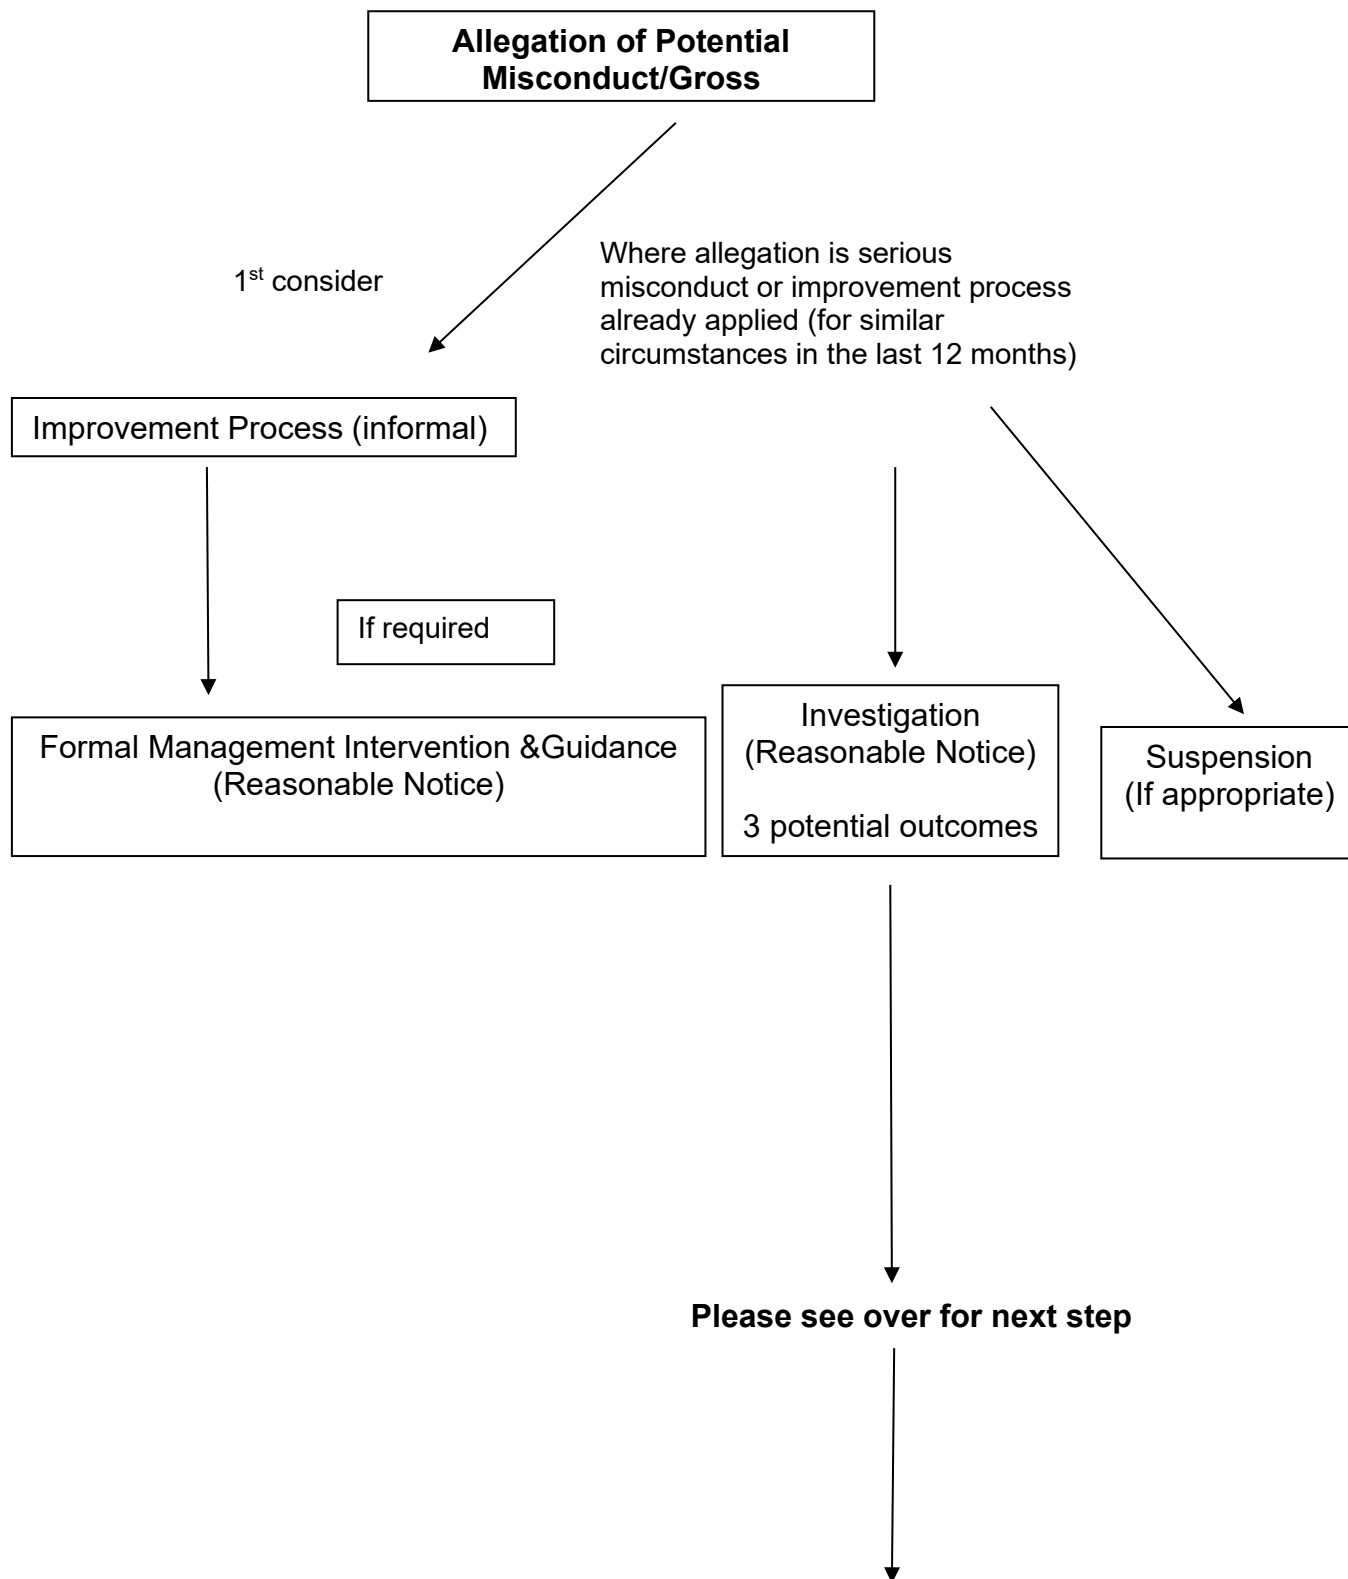 Allegation of Potential
Misconduct/Gross
1st consider
Where allegation is serious
misconduct or improvement process
already applied (for similar
circumstances in the last 12 months)
Improvement Process (informal)
If required
Formal Management Intervention &Guidance
(Reasonable Notice)
Investigation
(Reasonable Notice)
3 potential outcomes
Suspension
(If appropriate)
Please see over for next step